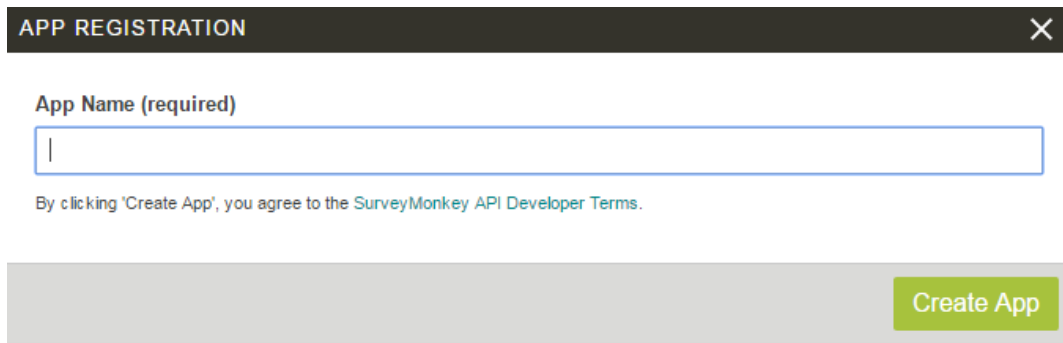 APP REGISTRATION
App Name (required)
By clicking 'Create App', you agree to the SurveyMonkey API Developer Terms.
Create App